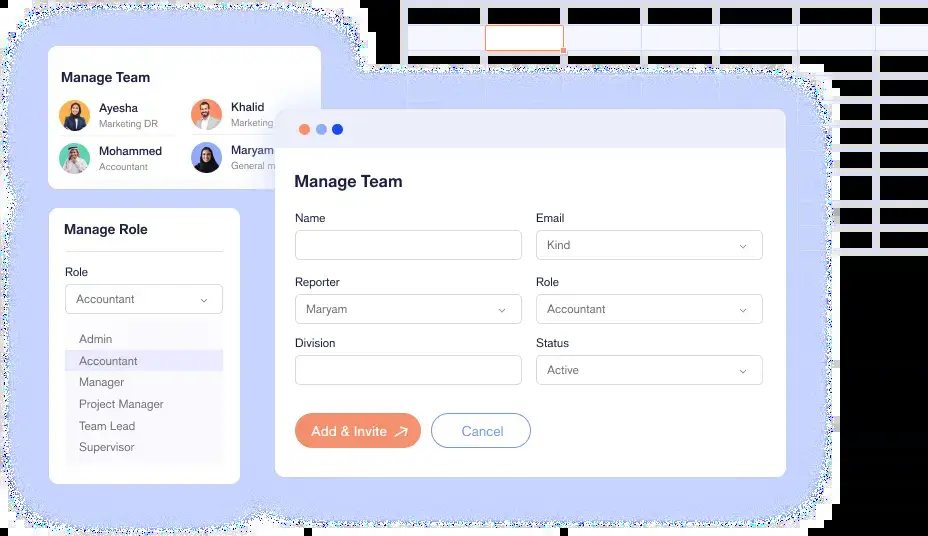 Manage Team
Ayesha
Marketing DR
Khalid
Marketing
Mohammed
Accountant
Maryam
General m
Manage Role
Role
Accountant
Admin
Accountant
Manager
Project Manager
Team Lead
Supervisor
Manage Team
Name
Email
Kind
Reporter
Maryam
Role
Accountant
Division
Status
Active
Add & Invite
Cancel